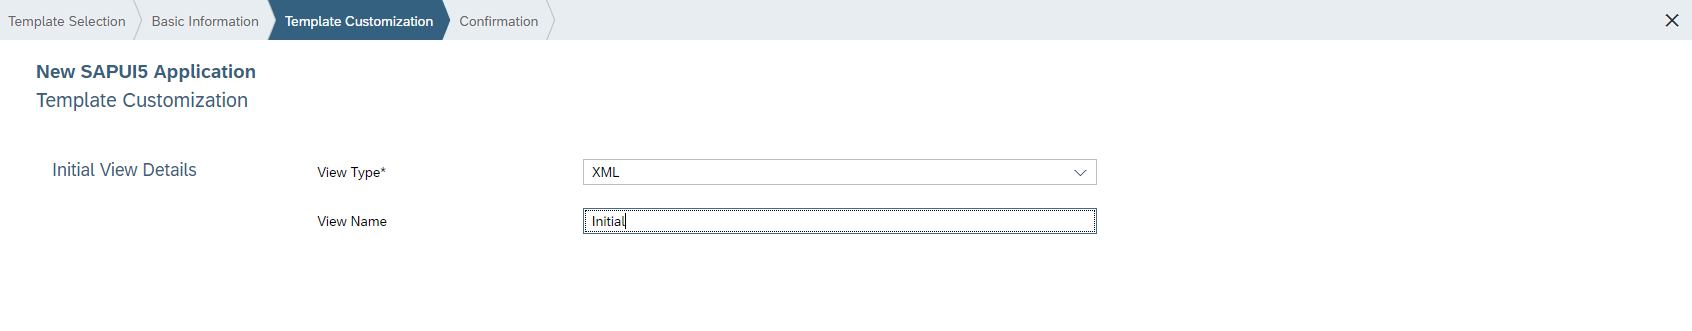 Template Selection Basic Information Template Customization Confirmation
New SAPUI5 Application
Template Customization
Initial View Details View Type* XML
View Name Initial